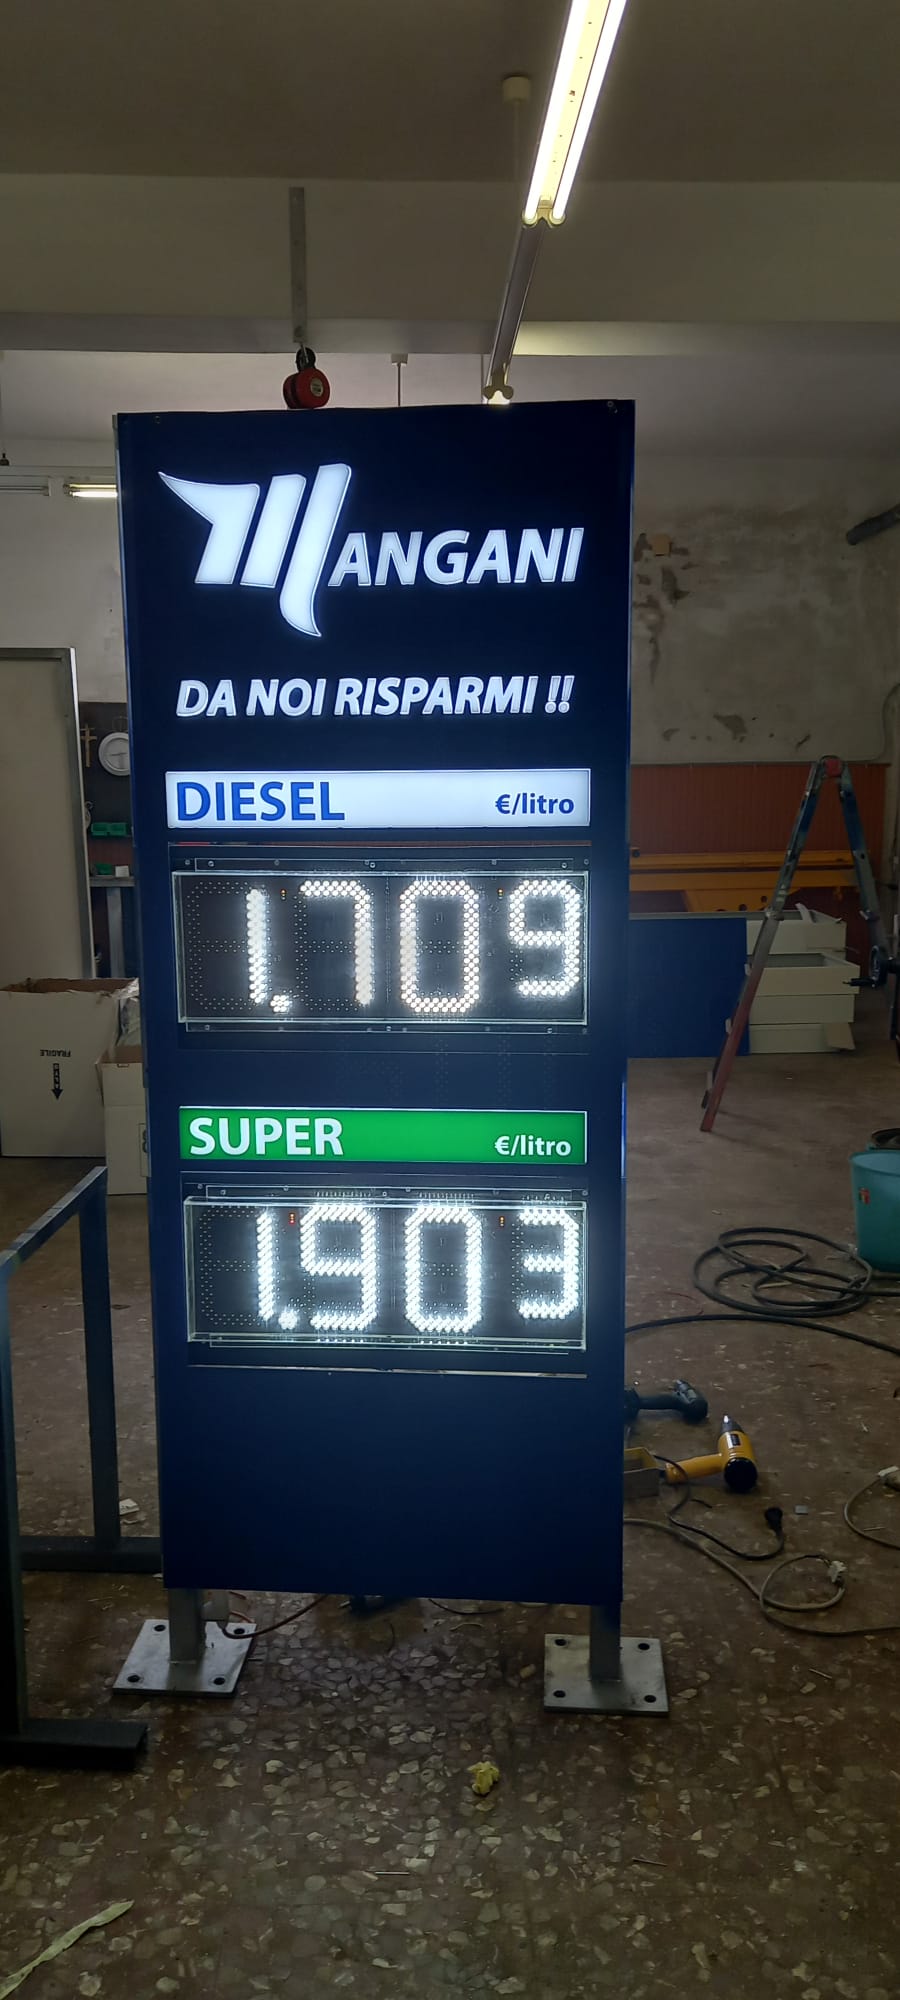 MANGANI
DA NOI RISPARMI !!
DIESEL €/litro
1.709
SUPER €/litro
1.903
FRAGILE